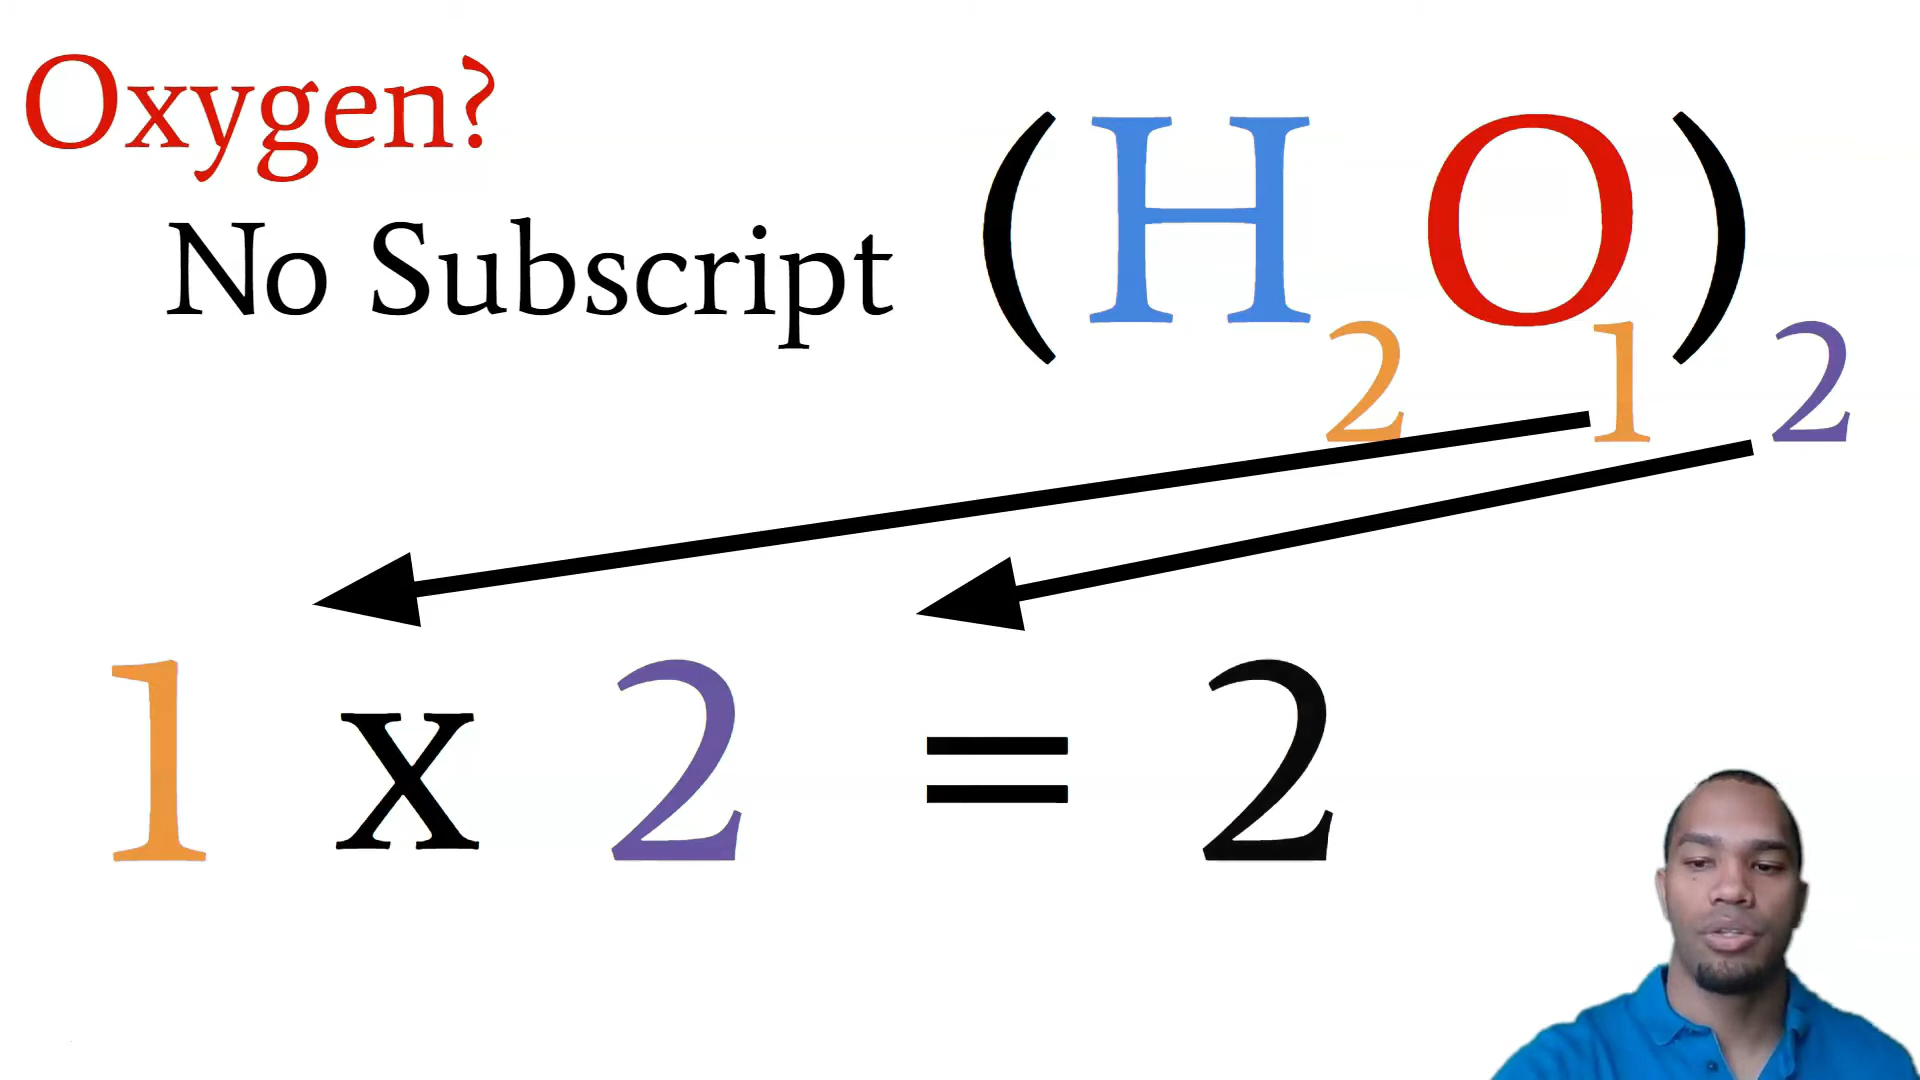 Oxygen?
No Subscript
(H2O1)2
1 x 2 = 2